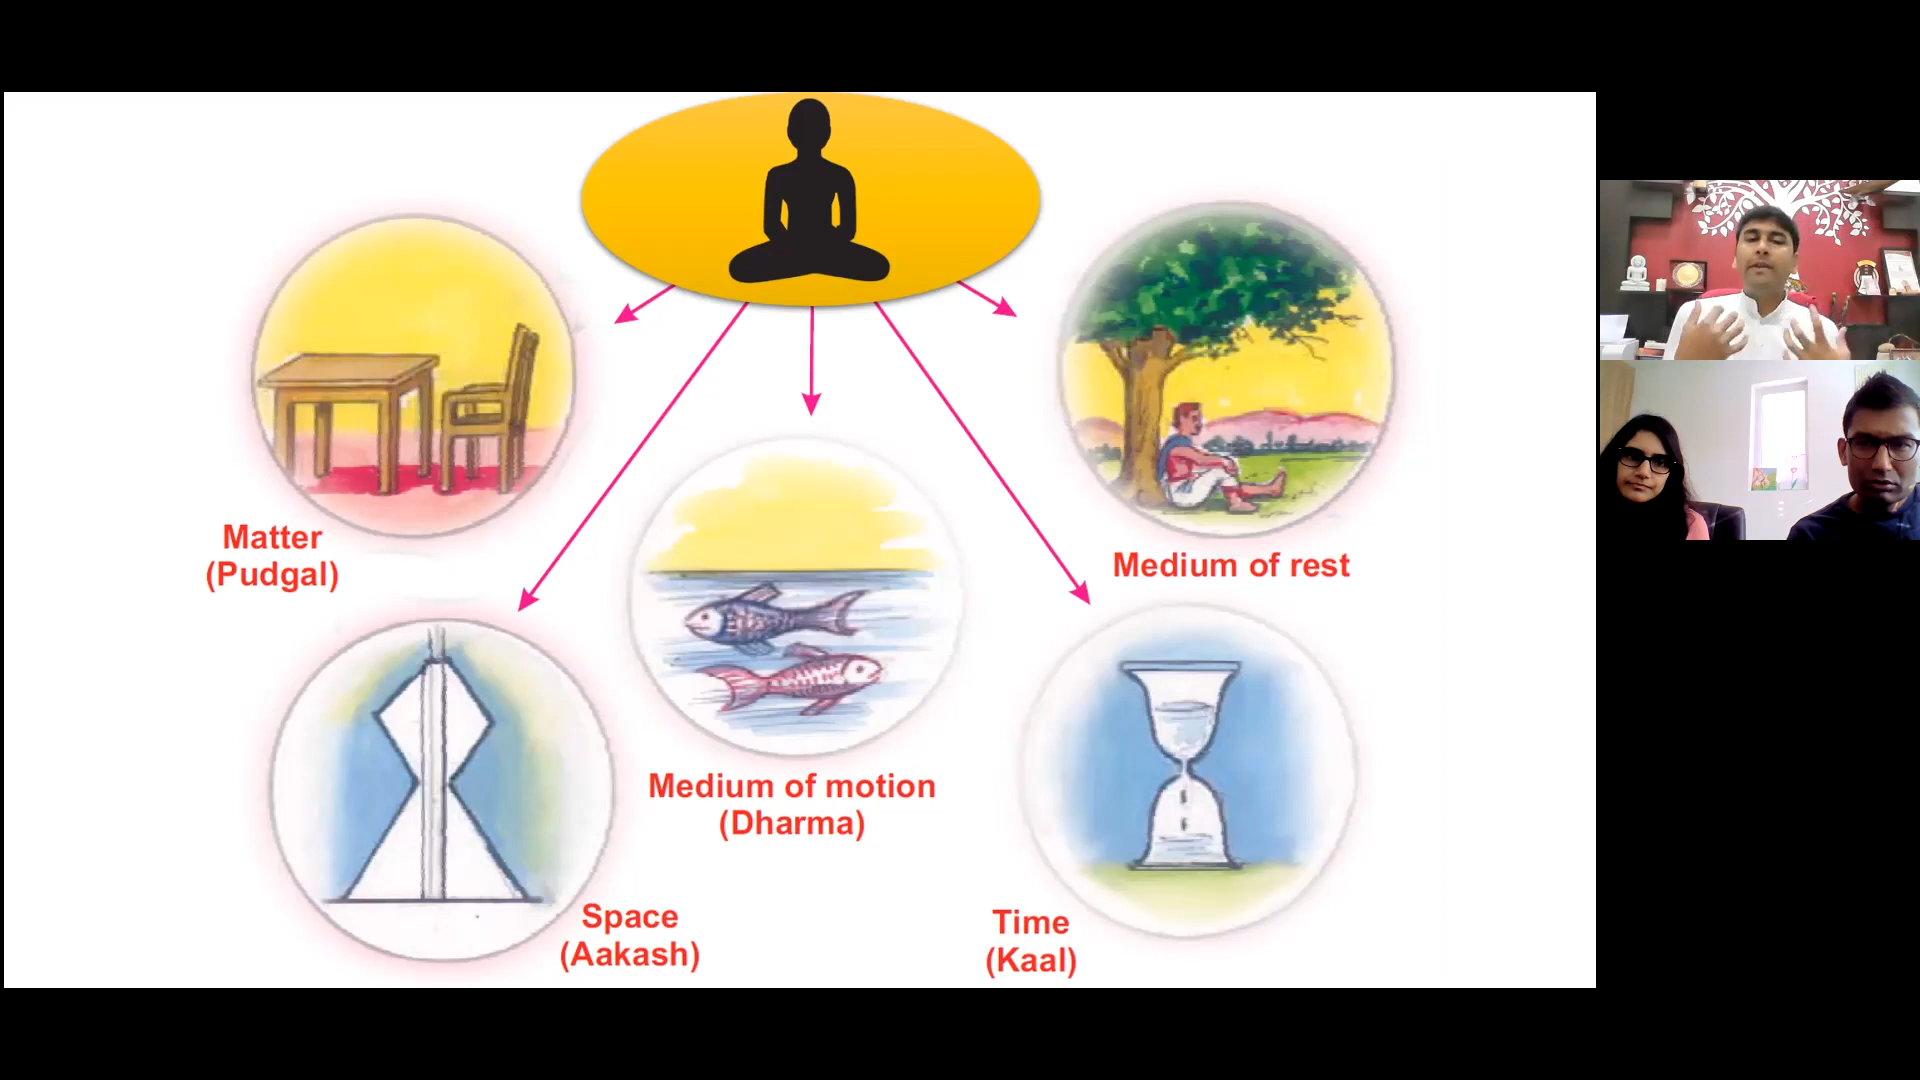 Matter
(Pudgal)
Medium of rest
Medium of motion
(Dharma)
Space
(Aakash)
Time
(Kaal)